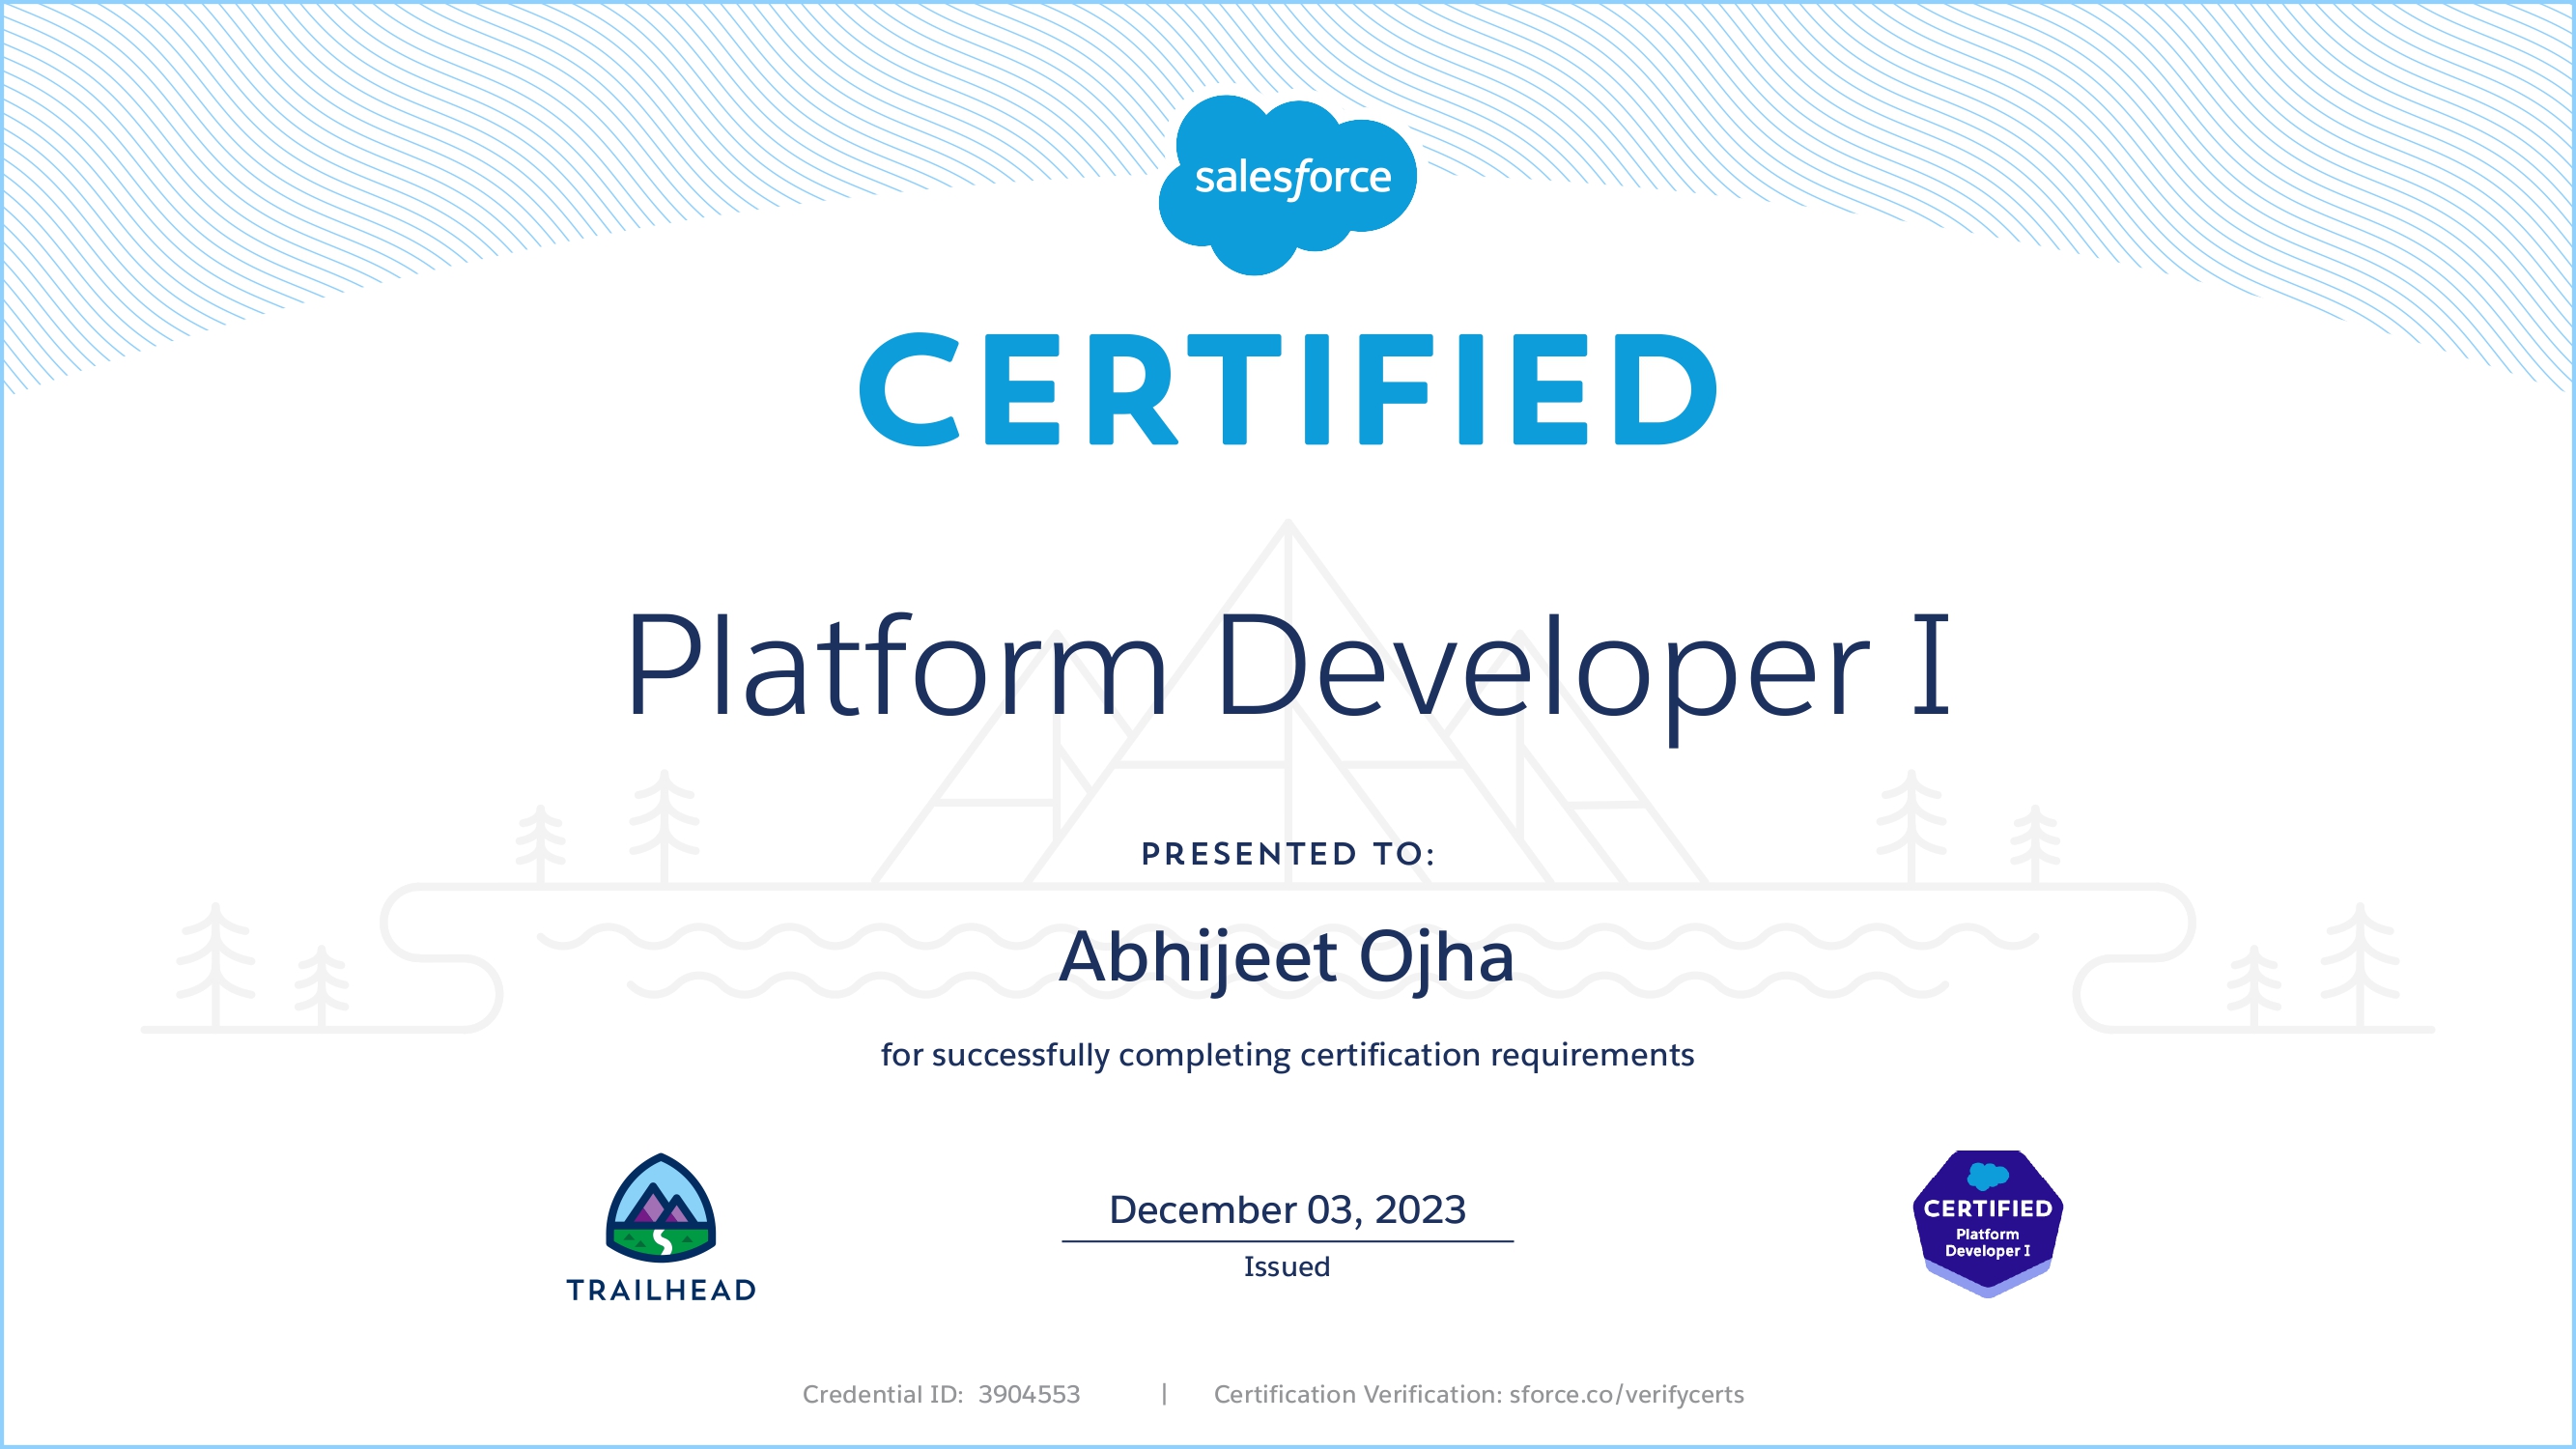 salesforce
CERTIFIED
Platform Developer I
PRESENTED TO:
Abhijeet Ojha
for successfully completing certification requirements
TRAILHEAD
December 03, 2023
Issued
CERTIFIED
Platform
Developer I
Credential ID: 3904553 | Certification Verification: sforce.co/verifycerts